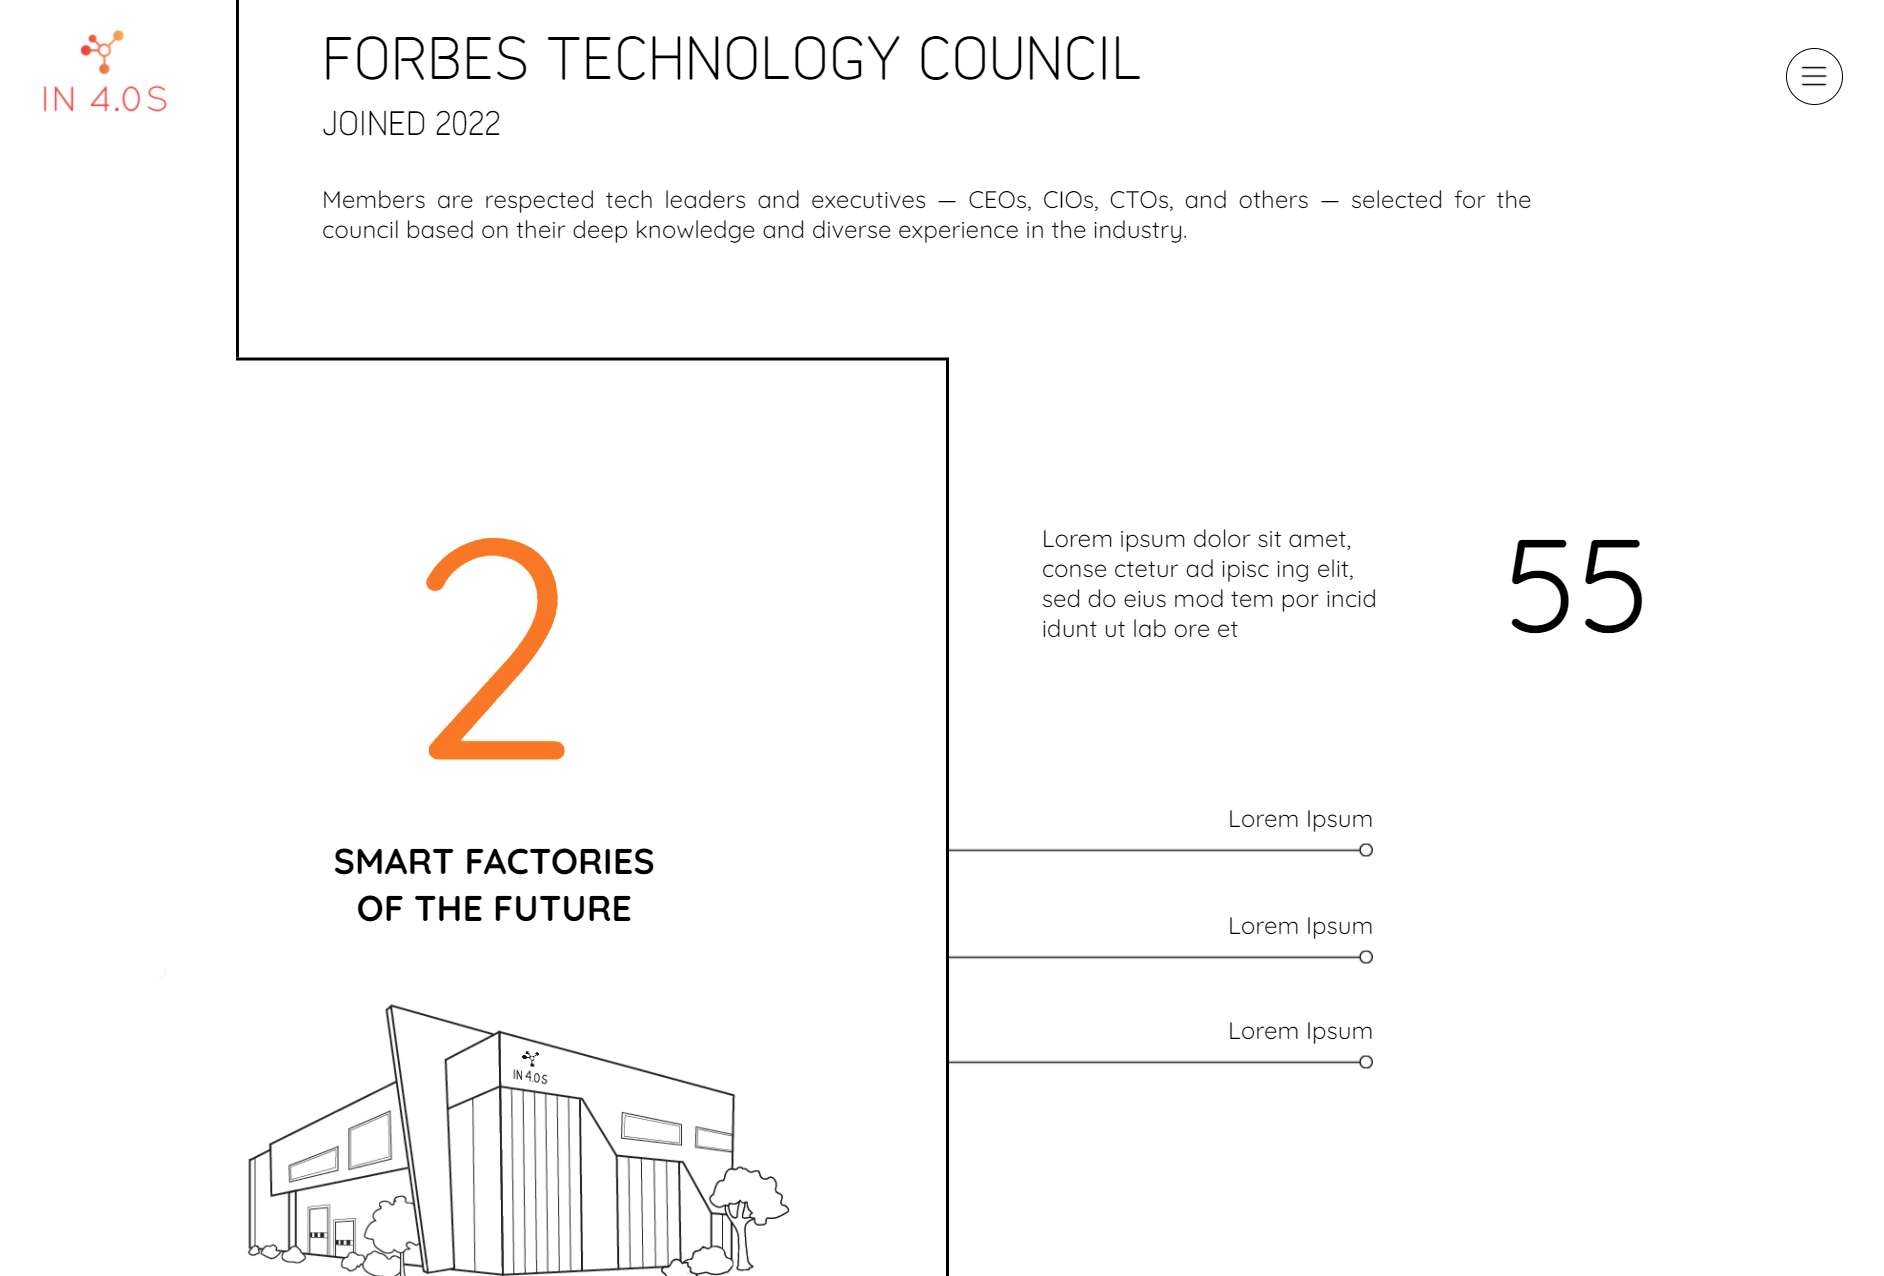 IN 4.0S
FORBES TECHNOLOGY COUNCIL
JOINED 2022
Members are respected tech leaders and executives — CEOs, CIOs, CTOs, and others — selected for the
council based on their deep knowledge and diverse experience in the industry.
2
SMART FACTORIES
OF THE FUTURE
IN 4.0S
Lorem ipsum dolor sit amet,
conse ctetur ad ipisc ing elit,
sed do eius mod tem por incid
idunt ut lab ore et
55
Lorem Ipsum
Lorem Ipsum
Lorem Ipsum